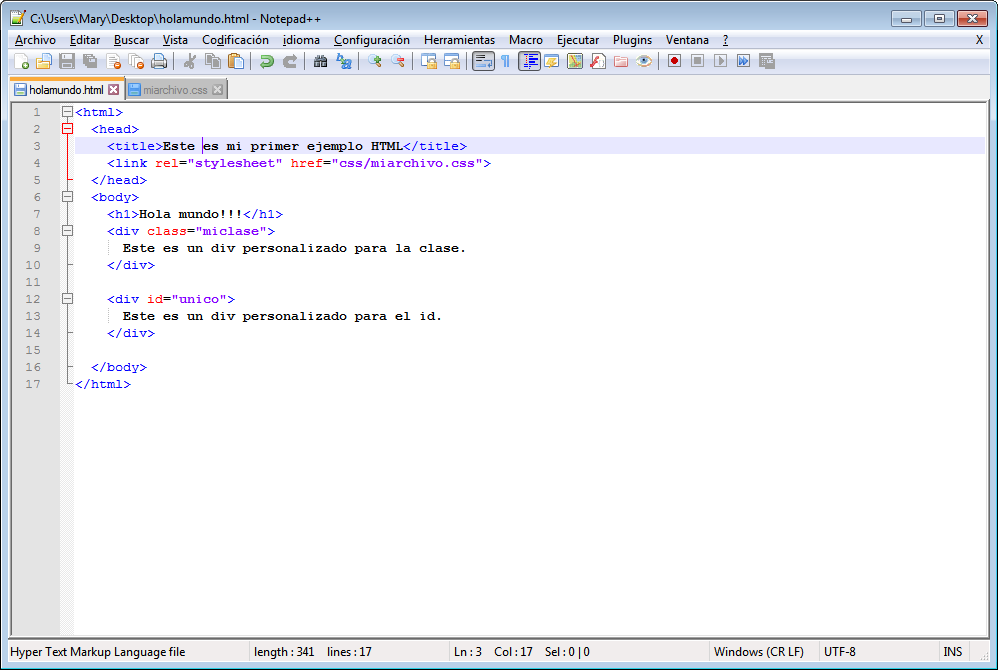 C:\Users\Mary\Desktop\holamundo.html - Notepad++
Archivo Editar Buscar Vista Codificación idioma Configuración Herramientas Macro Ejecutar Plugins Ventana ? X
holamundo.html miarchivo.css
1 <html>
2 <head>
3 <title>Este es mi primer ejemplo HTML</title>
4 <link rel="stylesheet" href="css/miarchivo.css">
5 </head>
6 <body>
7 <h1>Hola mundo!!!</h1>
8 <div class="miclase">
9 Este es un div personalizado para la clase.
10 </div>
11
12 <div id="unico">
13 Este es un div personalizado para el id.
14 </div>
15
16 </body>
17 </html>
Hyper Text Markup Language file length : 341 lines : 17 Ln : 3 Col : 17 Sel : 0 | 0 Windows (CR LF) UTF-8 INS